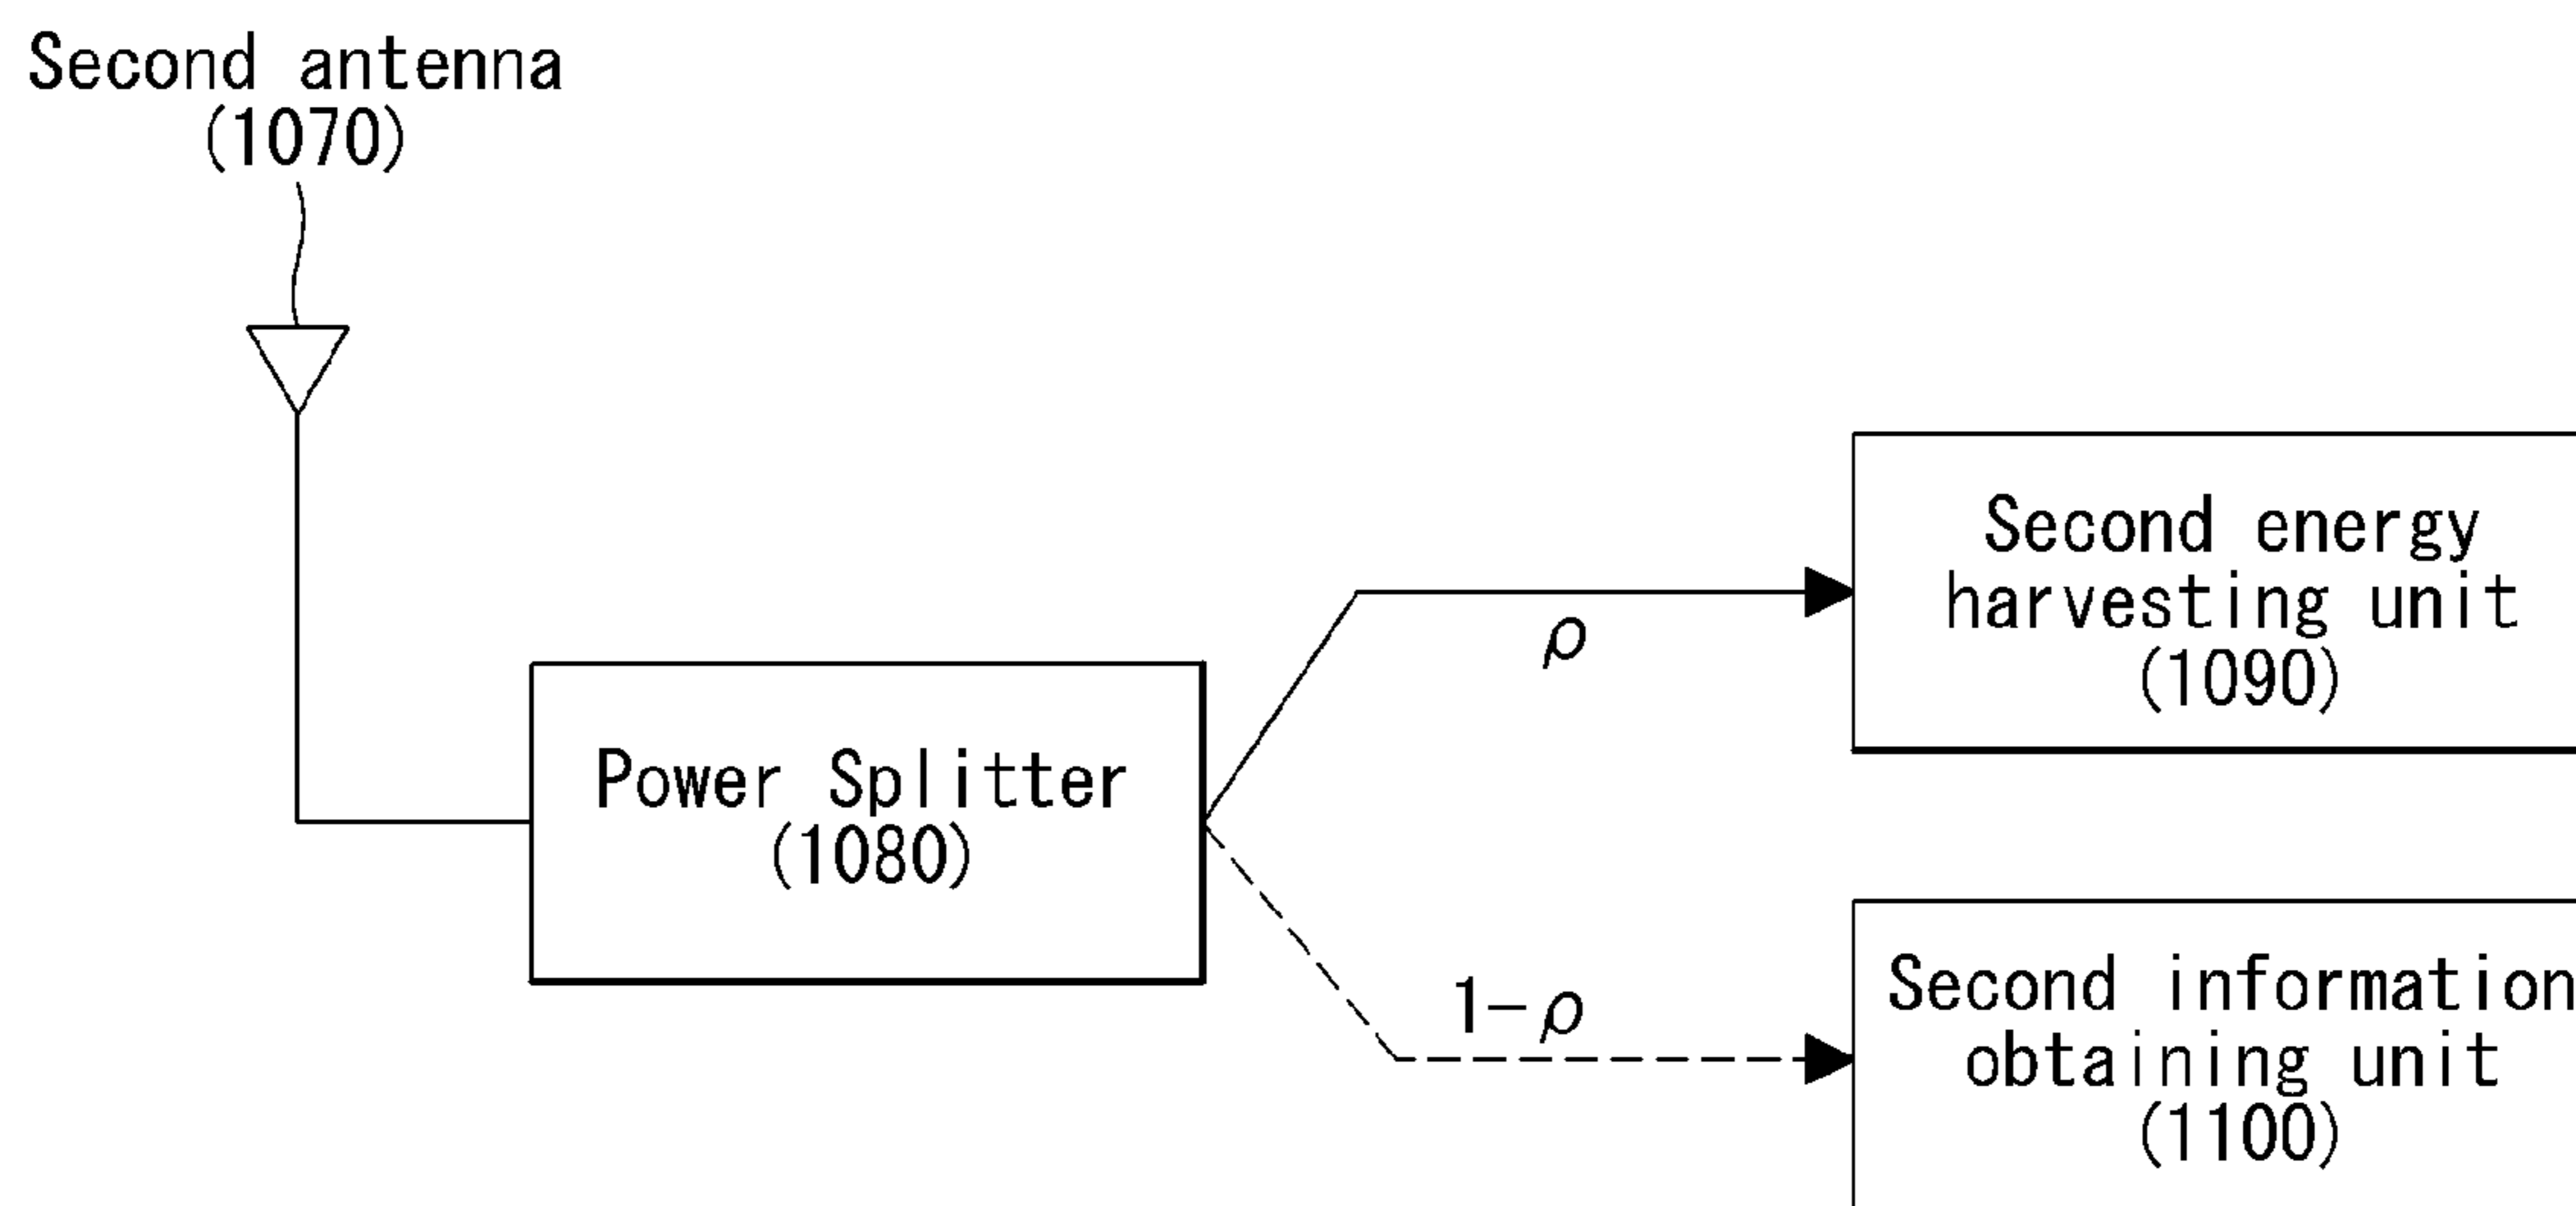 Second antenna
(1070)
Second energy
harvesting unit
(1090)
ρ
Power Splitter
(1080)
1-ρ
Second information
obtaining unit
(1100)